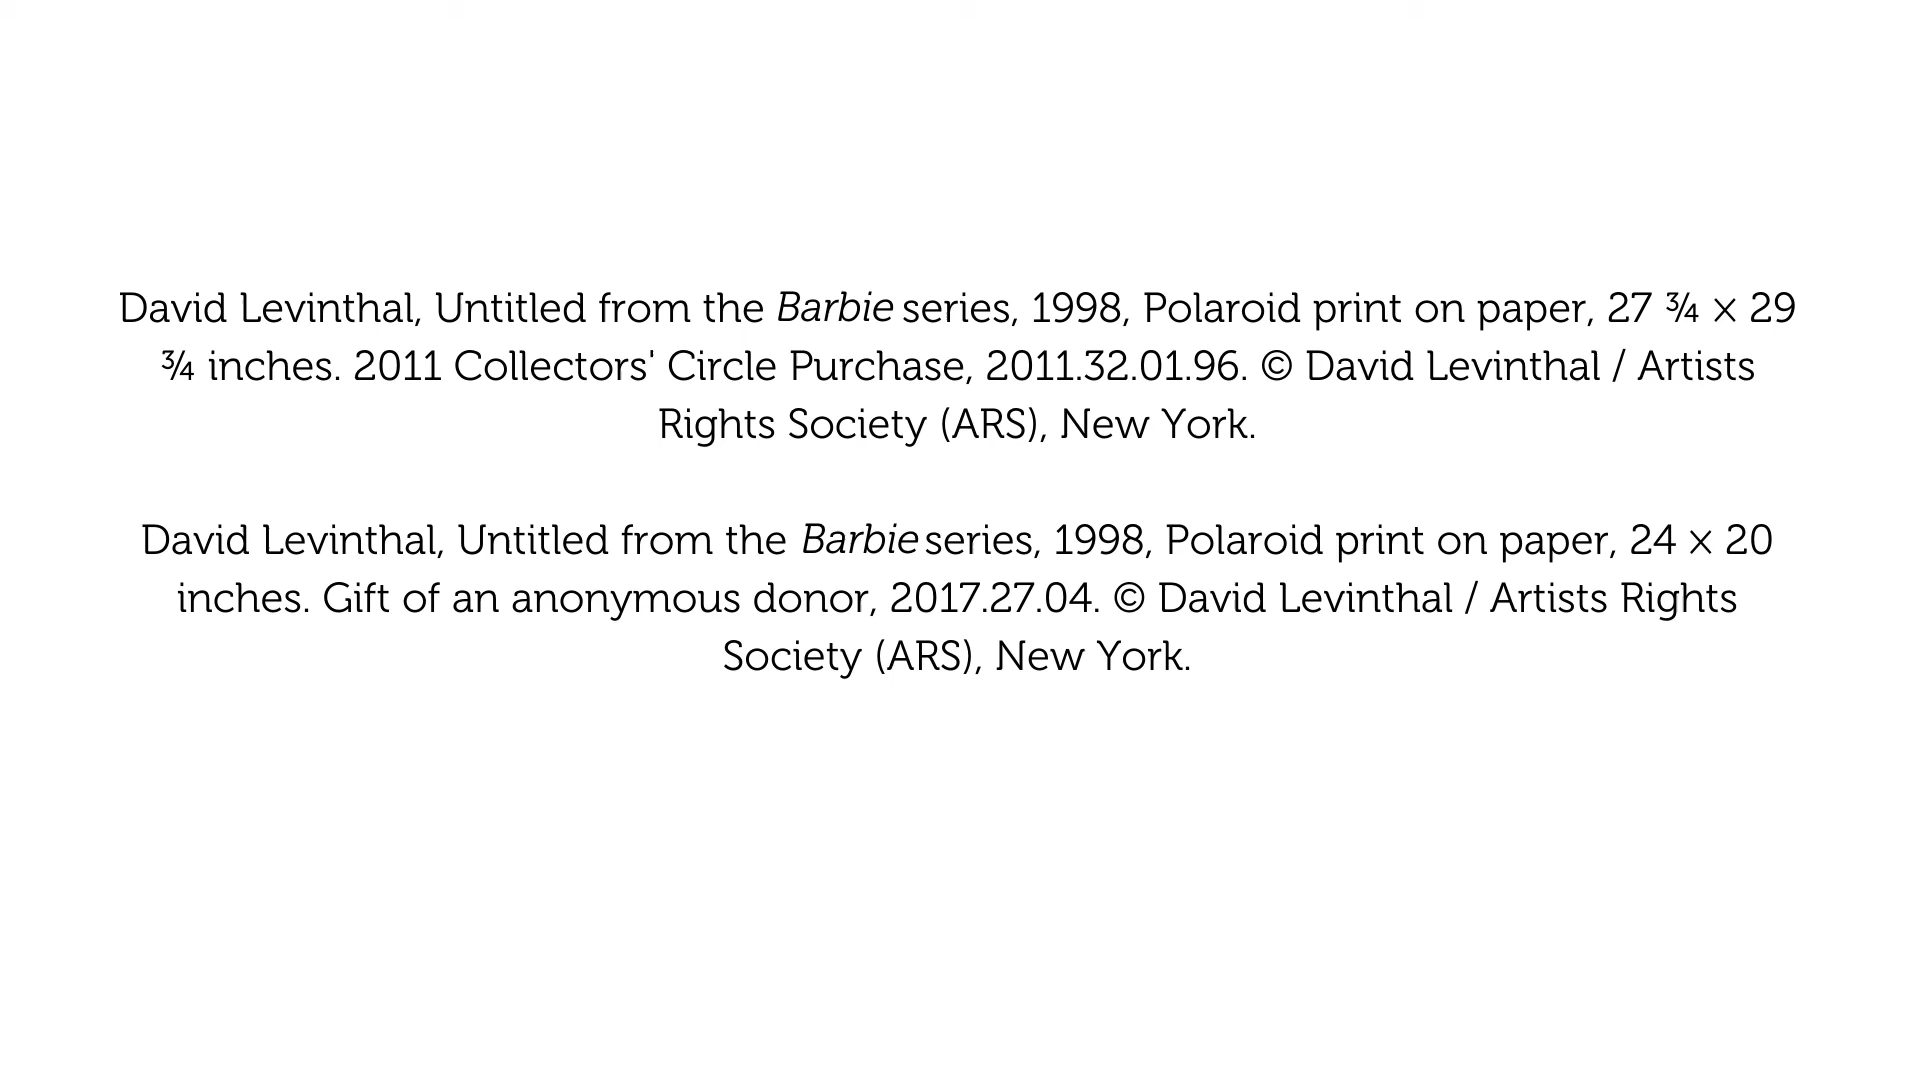 David Levinthal, Untitled from the Barbie series, 1998, Polaroid print on paper, 27 ¾ × 29
¾ inches. 2011 Collectors' Circle Purchase, 2011.32.01.96. © David Levinthal / Artists
Rights Society (ARS), New York.
David Levinthal, Untitled from the Barbie series, 1998, Polaroid print on paper, 24 × 20
inches. Gift of an anonymous donor, 2017.27.04. © David Levinthal / Artists Rights
Society (ARS), New York.